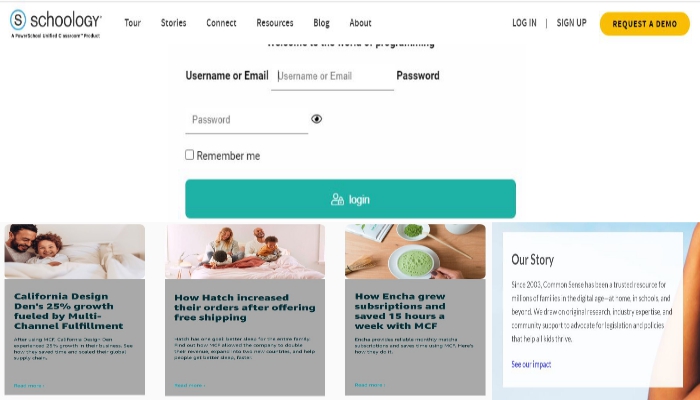 schoology
A PowerSchool Unified Classroom™ Product
Tour Stories Connect Resources Blog About
LOG IN | SIGN UP REQUEST A DEMO
Welcome to the world of programming
Username or Email Username or Email Password
Password
Remember me
login
California Design
Den's 25% growth
fueled by Multi-
Channel Fulfillment
After using MCF, California Design Den
experiences 25% growth in their business. See
how they saved time and scaled their global
supply chain.
Read more ›
How Hatch increased
their orders after offering
free shipping
Hatch has one goal: better sleep for the entire family.
Find out how MCF allowed the company to double
their revenue, expand into two new countries, and help
people get better sleep, faster.
Read more ›
How Encha grew
subsriptions and
saved 15 hours a
week with MCF
Encha provides reliable monthly matcha
subscriptions and saves time using MCF. Here's
how they do it.
Read more ›
Our Story
Since 2003, Common Sense has been a trusted resource for
millions of families in the digital age—at home, in schools, and
beyond. We draw on original research, industry expertise, and
community support to advocate for legislation and policies
that help all kids thrive.
See our impact